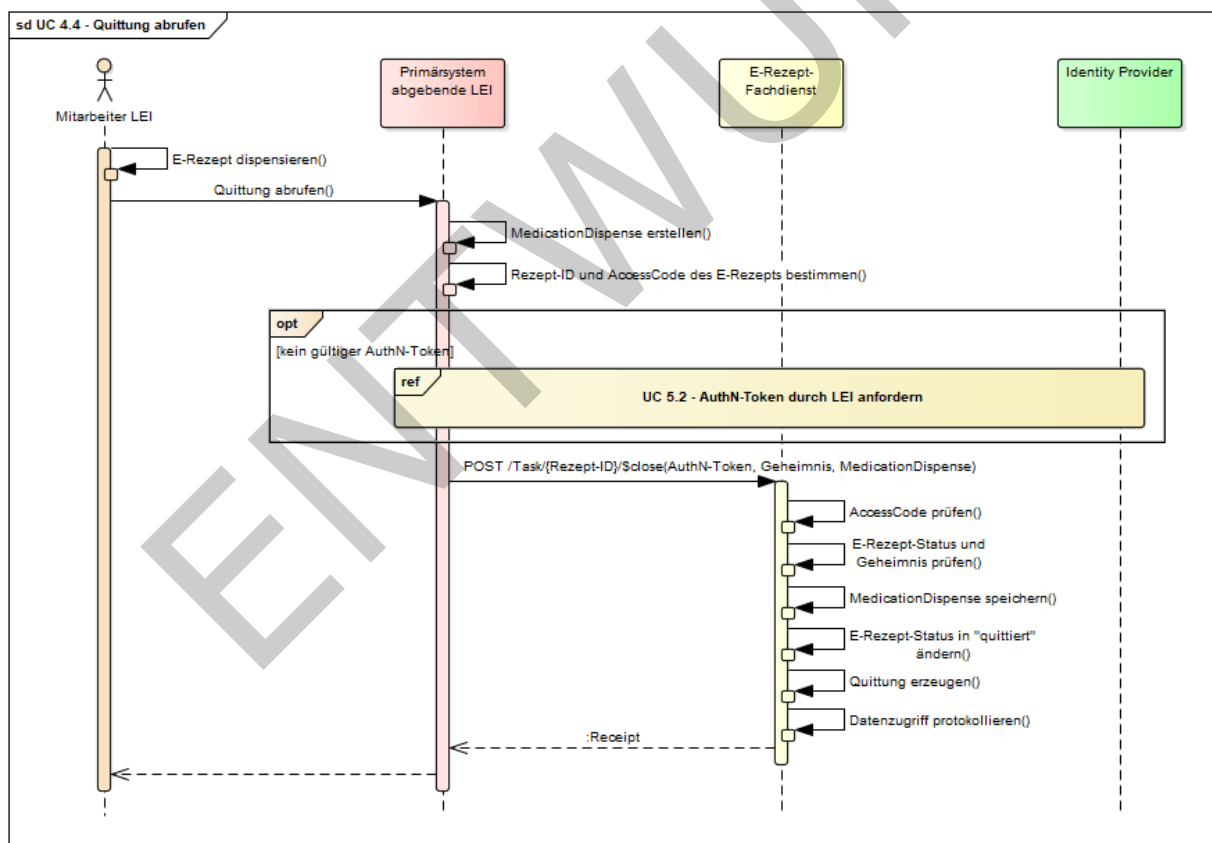 sd UC 4.4 - Quittung abrufen
Mitarbeiter LEI
Primärsystem
abgebende LEI
E-Rezept-
Fachdienst
Identity Provider
E-Rezept dispensieren()
Quittung abrufen()
MedicationDispense erstellen()
Rezept-ID und AccessCode des E-Rezepts bestimmen()
opt
[kein gültiger AuthN-Token]
ref
UC 5.2 - AuthN-Token durch LEI anfordern
POST /Task/{Rezept-ID}/$close(AuthN-Token, Geheimnis, MedicationDispense)
AccessCode prüfen()
E-Rezept-Status und
Geheimnis prüfen()
MedicationDispense speichern()
E-Rezept-Status in "quittiert"
ändern()
Quittung erzeugen()
Datenzugriff protokollieren()
:Receipt